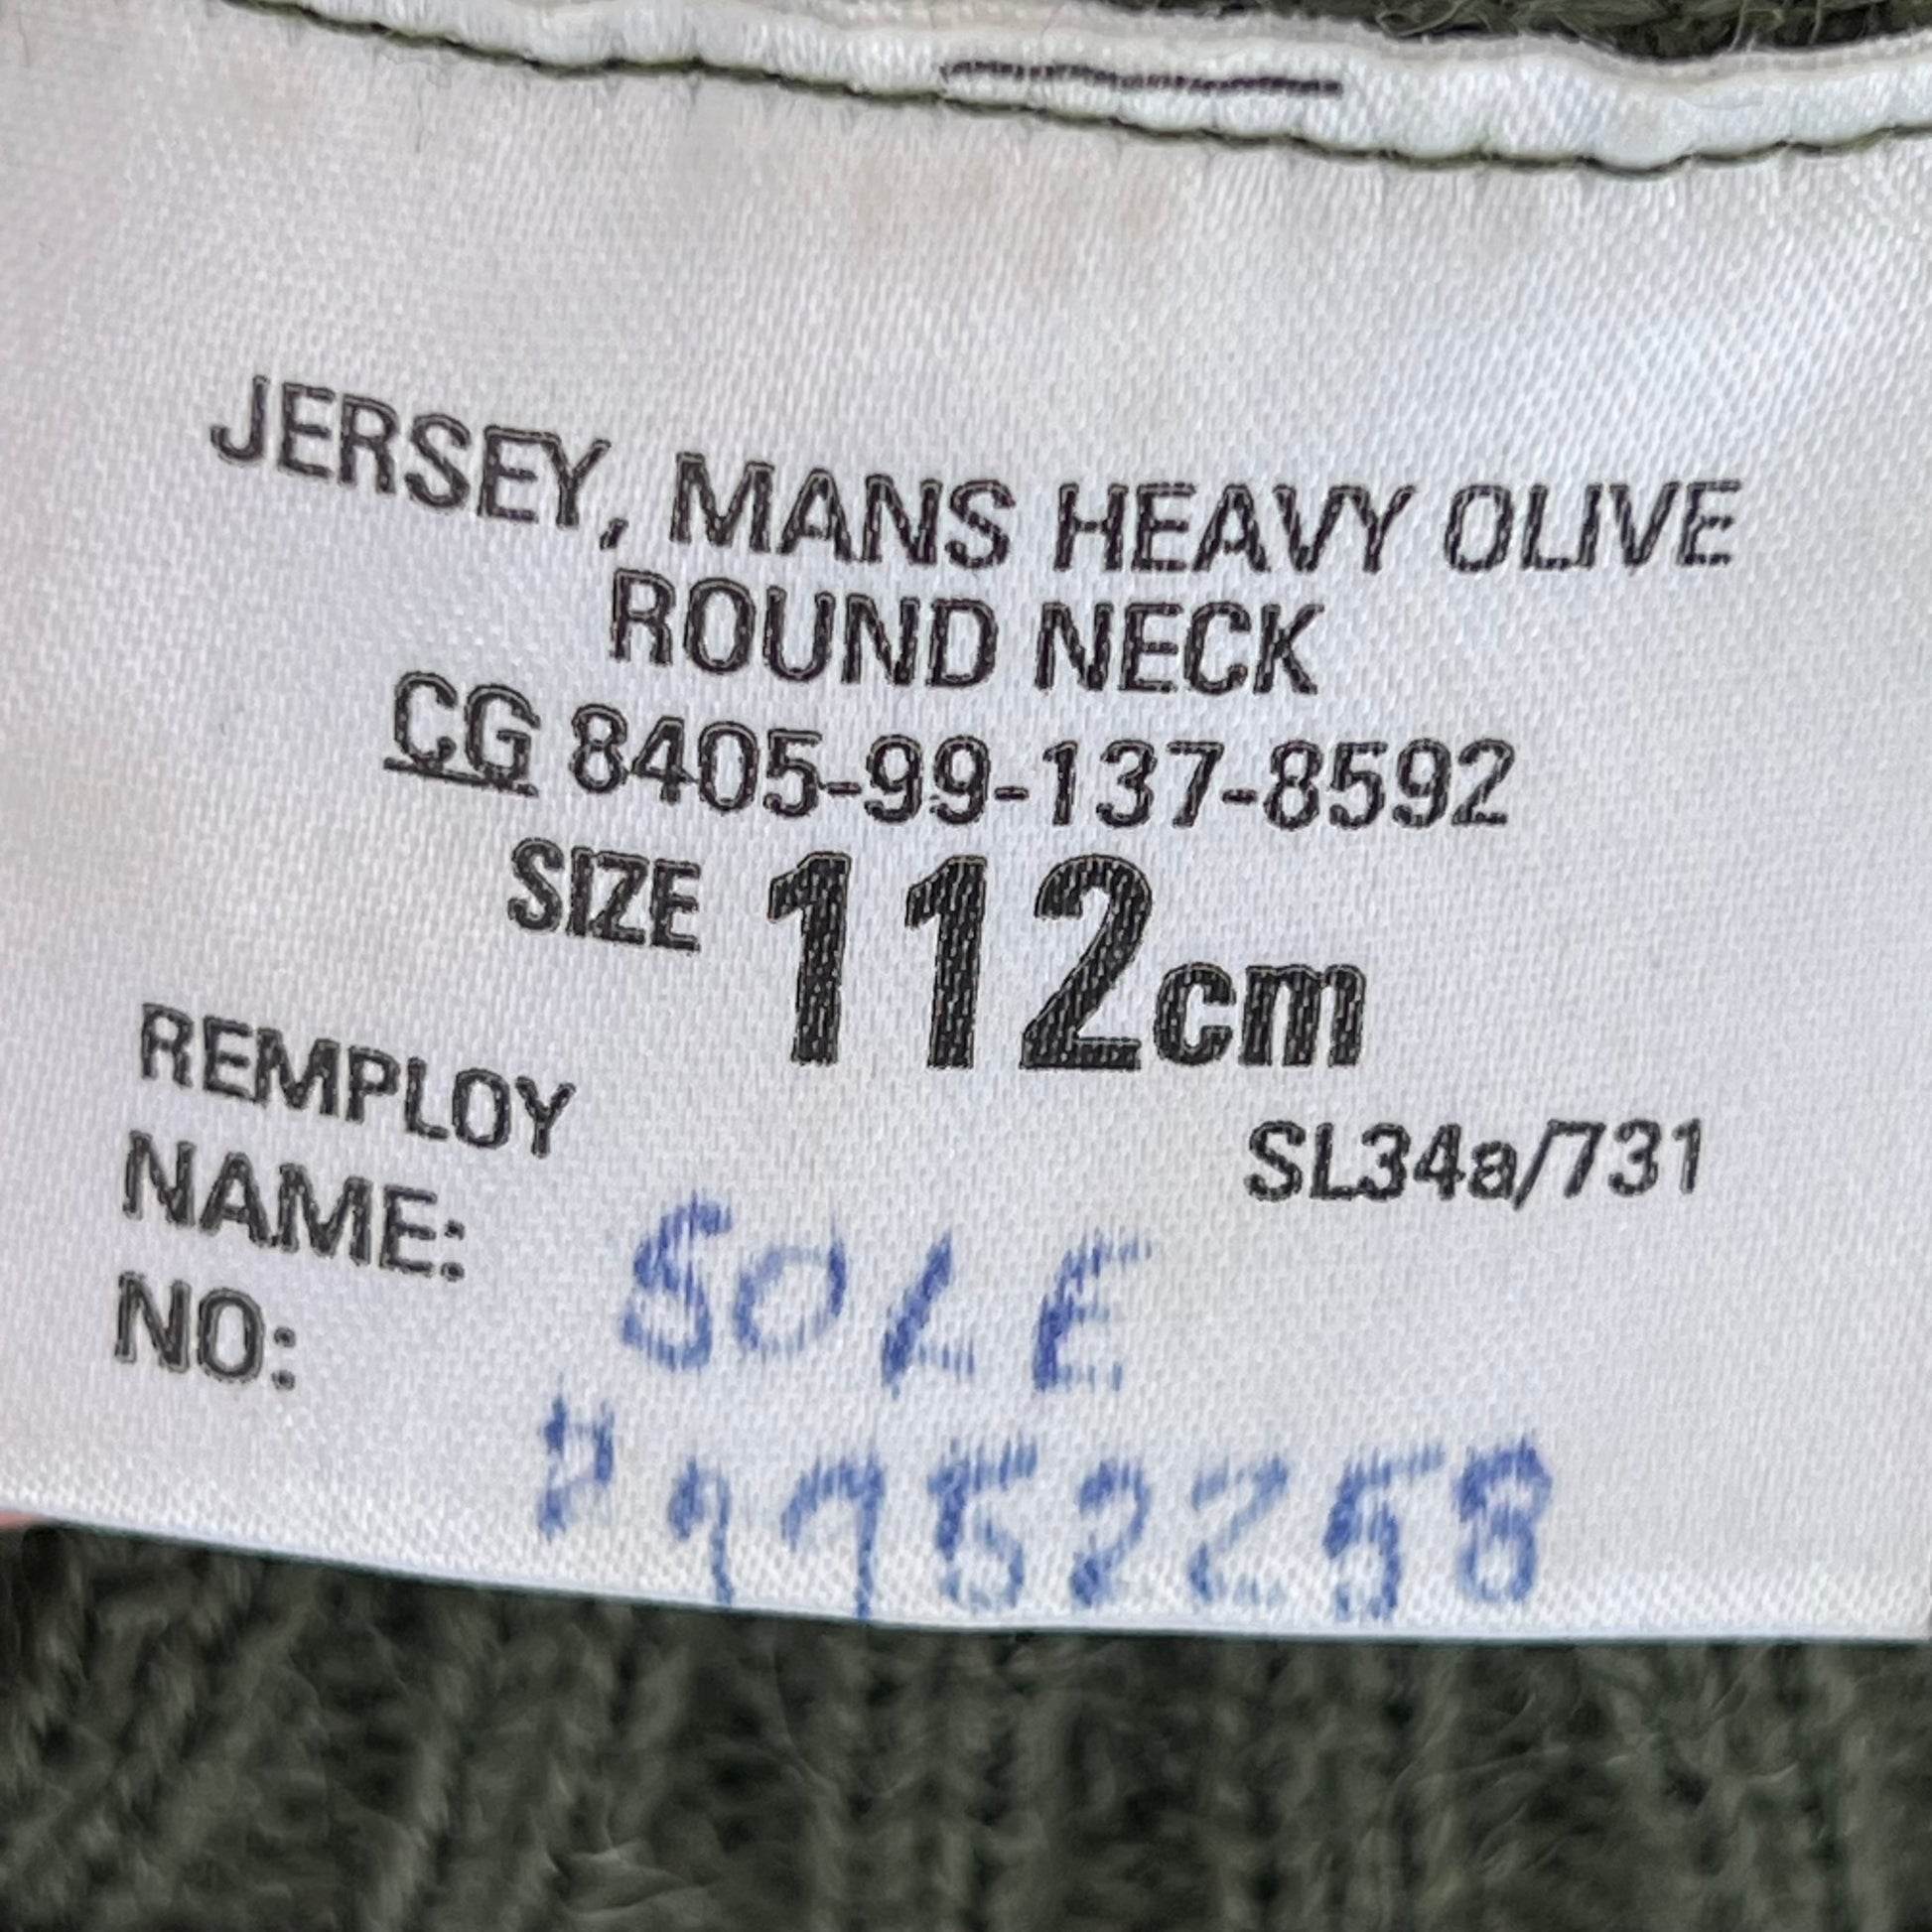 JERSEY, MANS HEAVY OLIVE
ROUND NECK
CG 8405-99-137-8592
SIZE 112cm
REMPLOY
SL34a/731
NAME: SOLE
NO: